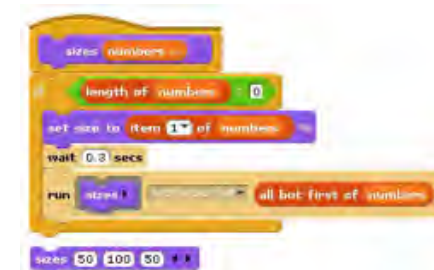 sizes numbers
length of numbers 0
set size to item 1 of numbers %
wait 0.3 secs
run sizes all but first of numbers
sizes 50 100 50